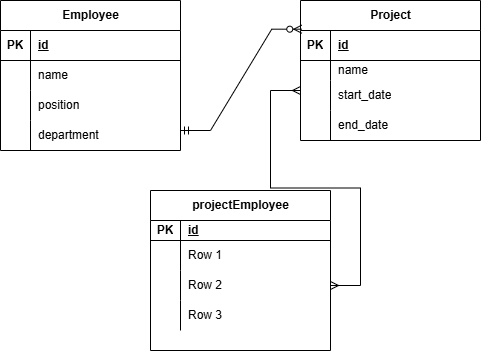 Employee
PK id
name
position
department
Project
PK id
name
start_date
end_date
projectEmployee
PK id
Row 1
Row 2
Row 3